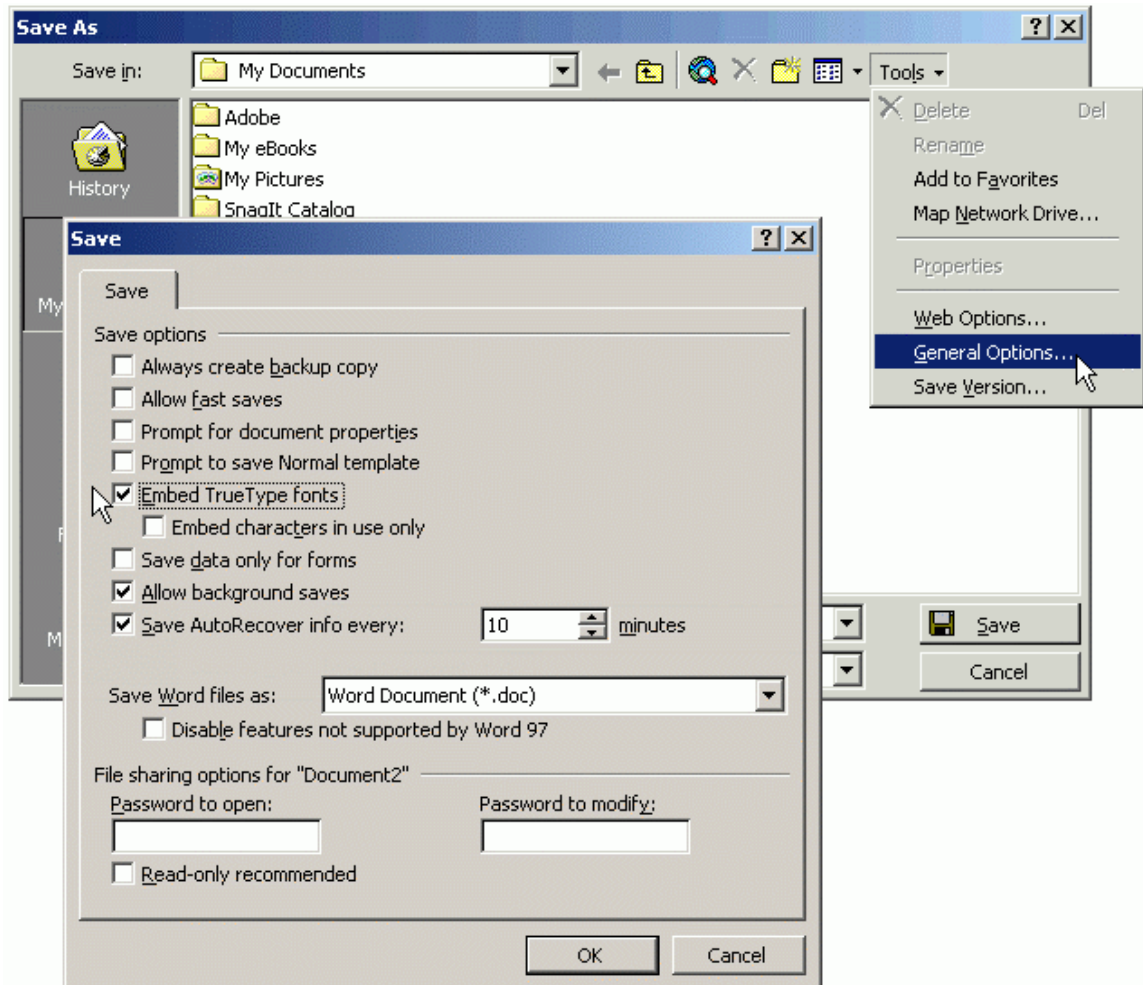 Save As
Save in:
My Documents
Tools
Adobe
My eBooks
My Pictures
SnagIt Catalog
History
My
Delete Del
Rename
Add to Favorites
Map Network Drive...
Properties
Web Options...
General Options...
Save Version...
Save
Save
Save options
Always create backup copy
Allow fast saves
Prompt for document properties
Prompt to save Normal template
Embed TrueType fonts
Embed characters in use only
Save data only for forms
Allow background saves
Save AutoRecover info every: 10 minutes
Save Word files as: Word Document (*.doc)
Disable features not supported by Word 97
File sharing options for "Document2"
Password to open: Password to modify:
Read-only recommended
OK Cancel
Save
Cancel